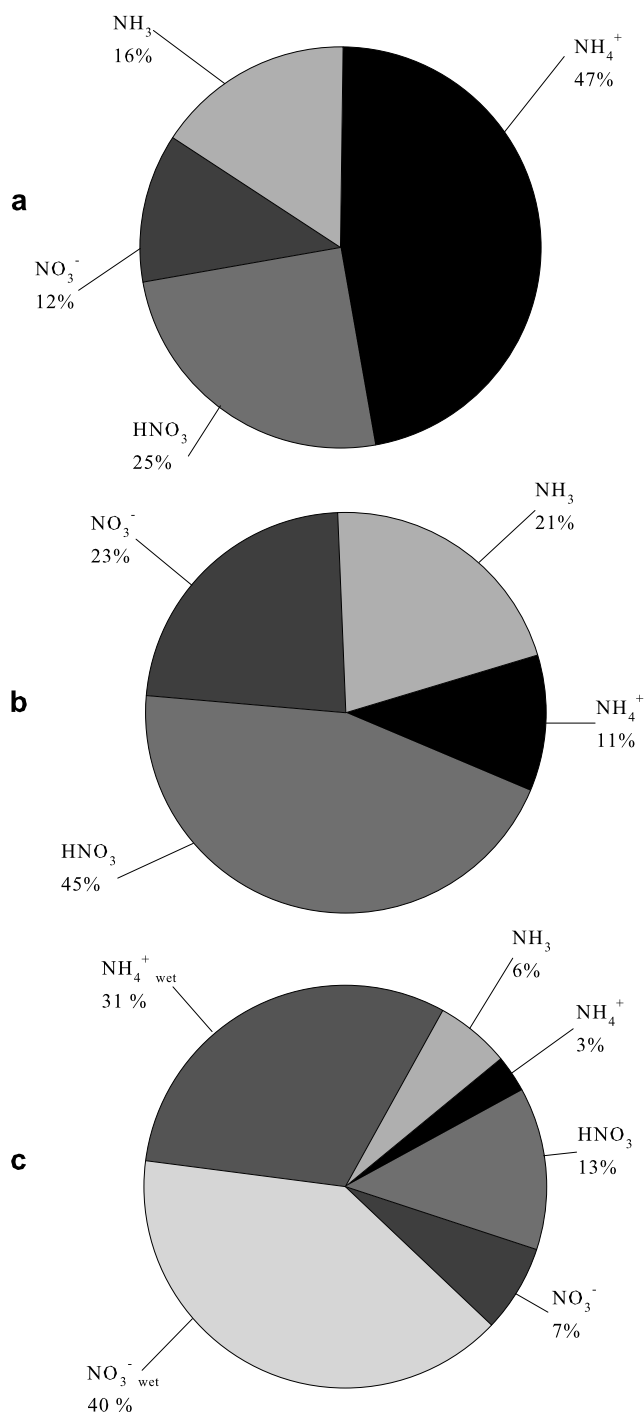 NH₃
16%
NH₄⁺
47%
a
NO₃⁻
12%
HNO₃
25%
NO₃⁻
23%
NH₃
21%
b
NH₄⁺
11%
HNO₃
45%
NH₄⁺ wet
31 %
NH₃
6%
NH₄⁺
3%
c
HNO₃
13%
NO₃⁻
7%
NO₃⁻ wet
40 %